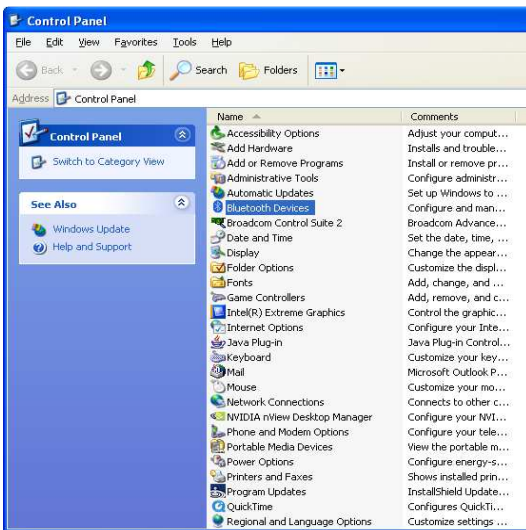 Control Panel
File Edit View Favorites Tools Help
Back Search Folders
Address Control Panel
Control Panel
Switch to Category View
See Also
Windows Update
Help and Support
Name Comments
Accessibility Options Adjust your comput...
Add Hardware Installs and trouble...
Add or Remove Programs Install or remove pr...
Administrative Tools Configure administr...
Automatic Updates Set up Windows to ...
Bluetooth Devices Configure and man...
Broadcom Control Suite 2 Broadcom Advance...
Date and Time Set the date, time, ...
Display Change the appear...
Folder Options Customize the displ...
Fonts Add, change, and ...
Game Controllers Add, remove, and c...
Intel(R) Extreme Graphics Control the graphic...
Internet Options Configure your Inte...
Java Plug-in Java Plug-in Control...
Keyboard Customize your key...
Mail Microsoft Outlook P...
Mouse Customize your mo...
Network Connections Connects to other c...
NVIDIA nView Desktop Manager Configure your NVI...
Phone and Modem Options Configure your tele...
Portable Media Devices View the portable m...
Power Options Configure energy-s...
Printers and Faxes Shows installed prin...
Program Updates InstallShield Update...
QuickTime Configures QuickTi...
Regional and Language Options Customize settings ...